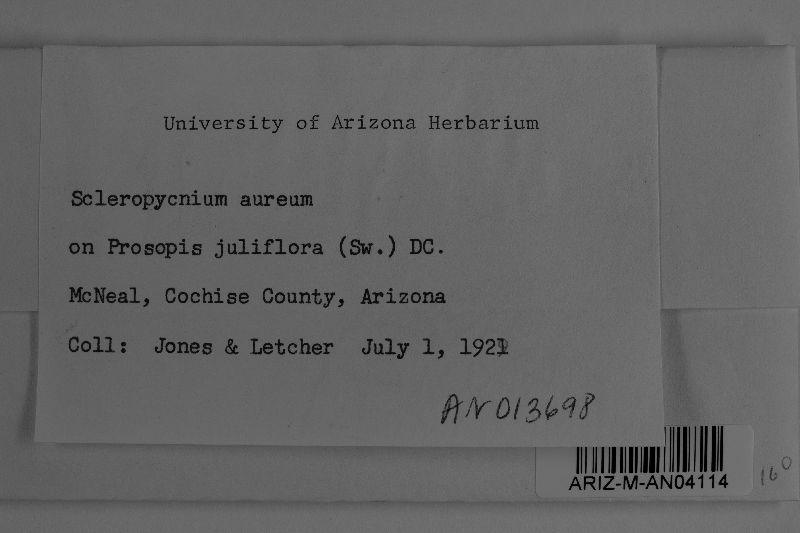 University of Arizona Herbarium
Scleropycnium aureum
on Prosopis juliflora (Sw.) DC.
McNeal, Cochise County, Arizona
Coll: Jones & Letcher July 1, 1921
AN013698
ARIZ-M-AN04114
160